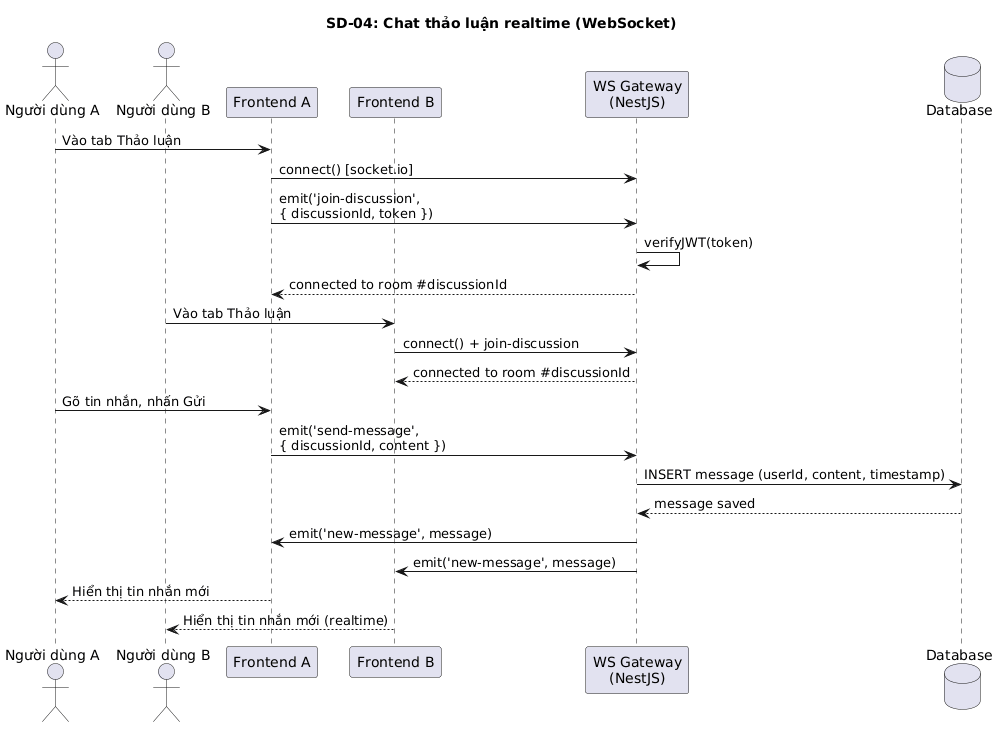 SD-04: Chat thảo luận realtime (WebSocket)
Người dùng A
Người dùng B
Frontend A
Frontend B
WS Gateway
(NestJS)
Database
Vào tab Thảo luận
connect() [socket.io]
emit('join-discussion',
{ discussionId, token })
verifyJWT(token)
connected to room #discussionId
Vào tab Thảo luận
connect() + join-discussion
connected to room #discussionId
Gõ tin nhắn, nhấn Gửi
emit('send-message',
{ discussionId, content })
INSERT message (userId, content, timestamp)
message saved
emit('new-message', message)
emit('new-message', message)
Hiển thị tin nhắn mới
Hiển thị tin nhắn mới (realtime)
Người dùng A
Người dùng B
Frontend A
Frontend B
WS Gateway
(NestJS)
Database